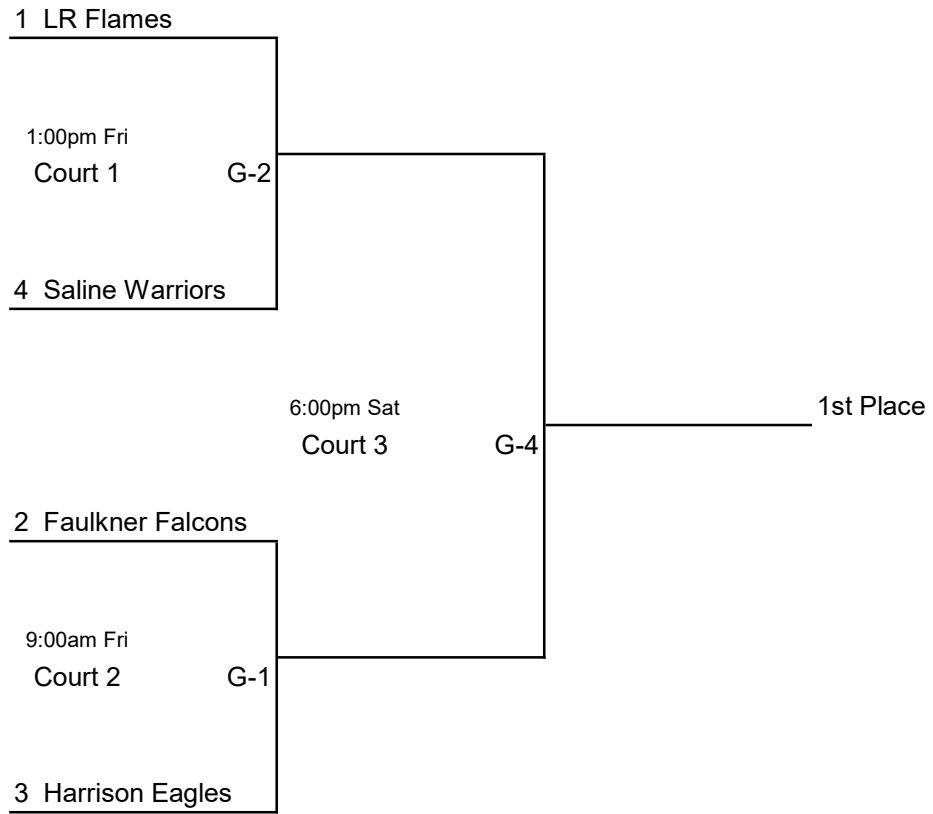 1 LR Flames
1:00pm Fri
Court 1 G-2
4 Saline Warriors
6:00pm Sat
1st Place
Court 3 G-4
2 Faulkner Falcons
9:00am Fri
Court 2 G-1
3 Harrison Eagles